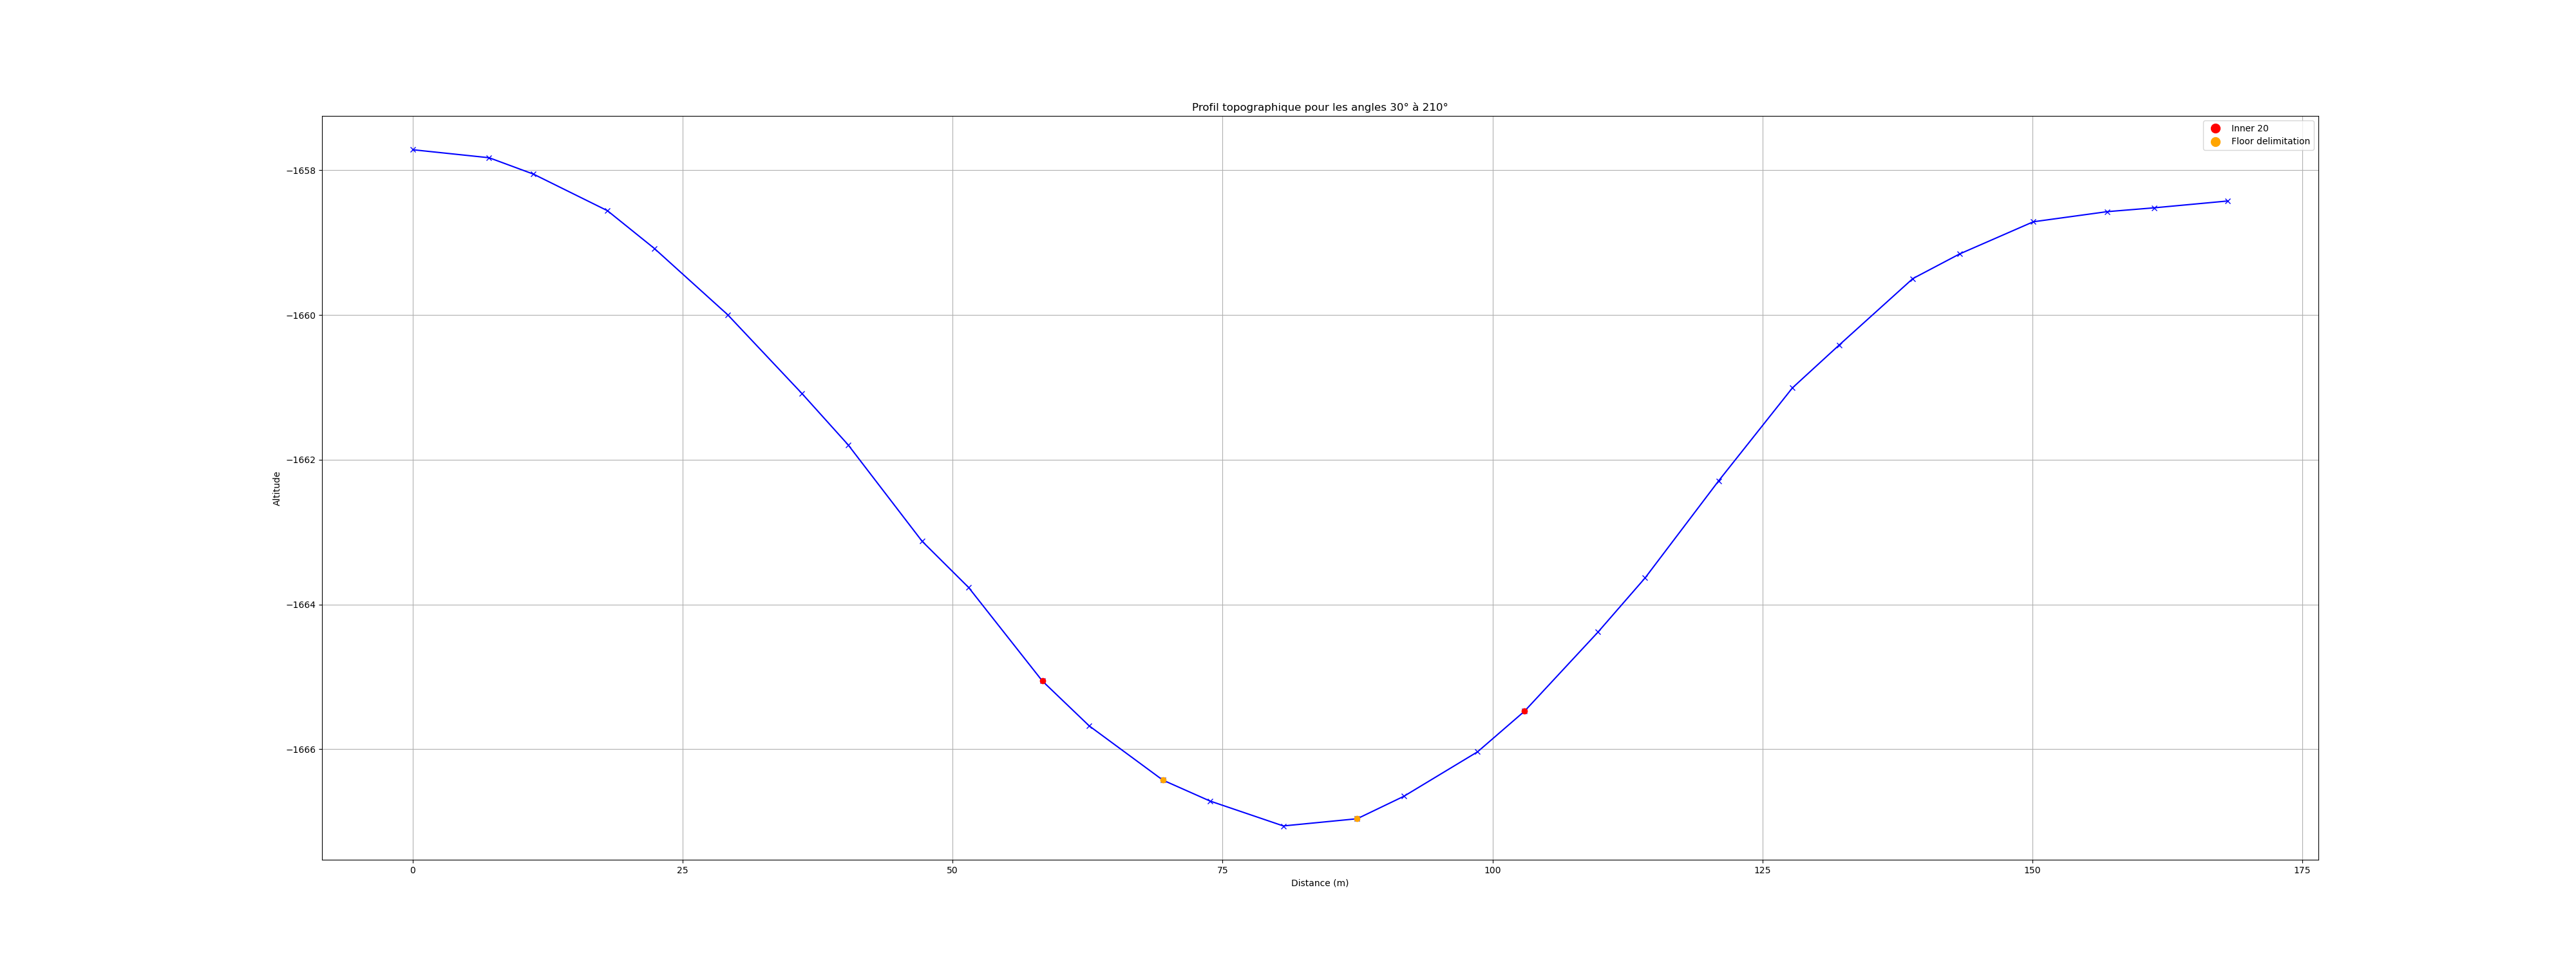 Profil topographique pour les angles 30° à 210°
Inner 20
Floor delimitation
−1658
−1660
−1662
−1664
−1666
Altitude
0 25 50 75 100 125 150 175
Distance (m)